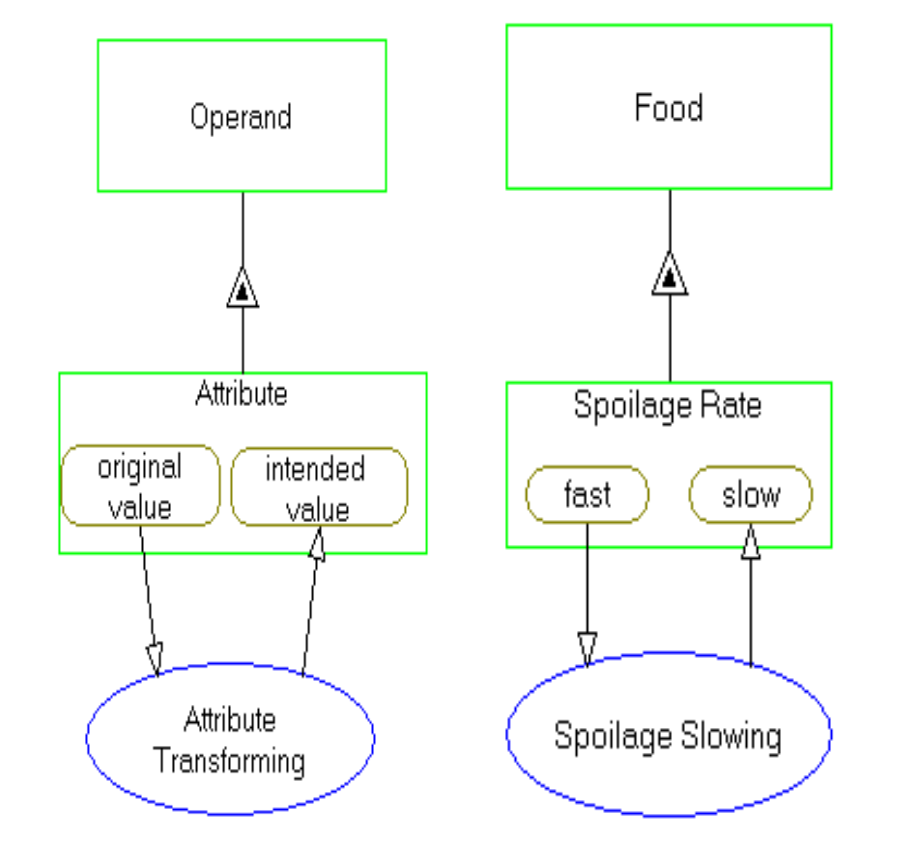 Operand
Attribute
original
value
intended
value
Attribute
Transforming
Food
Spoilage Rate
fast
slow
Spoilage Slowing